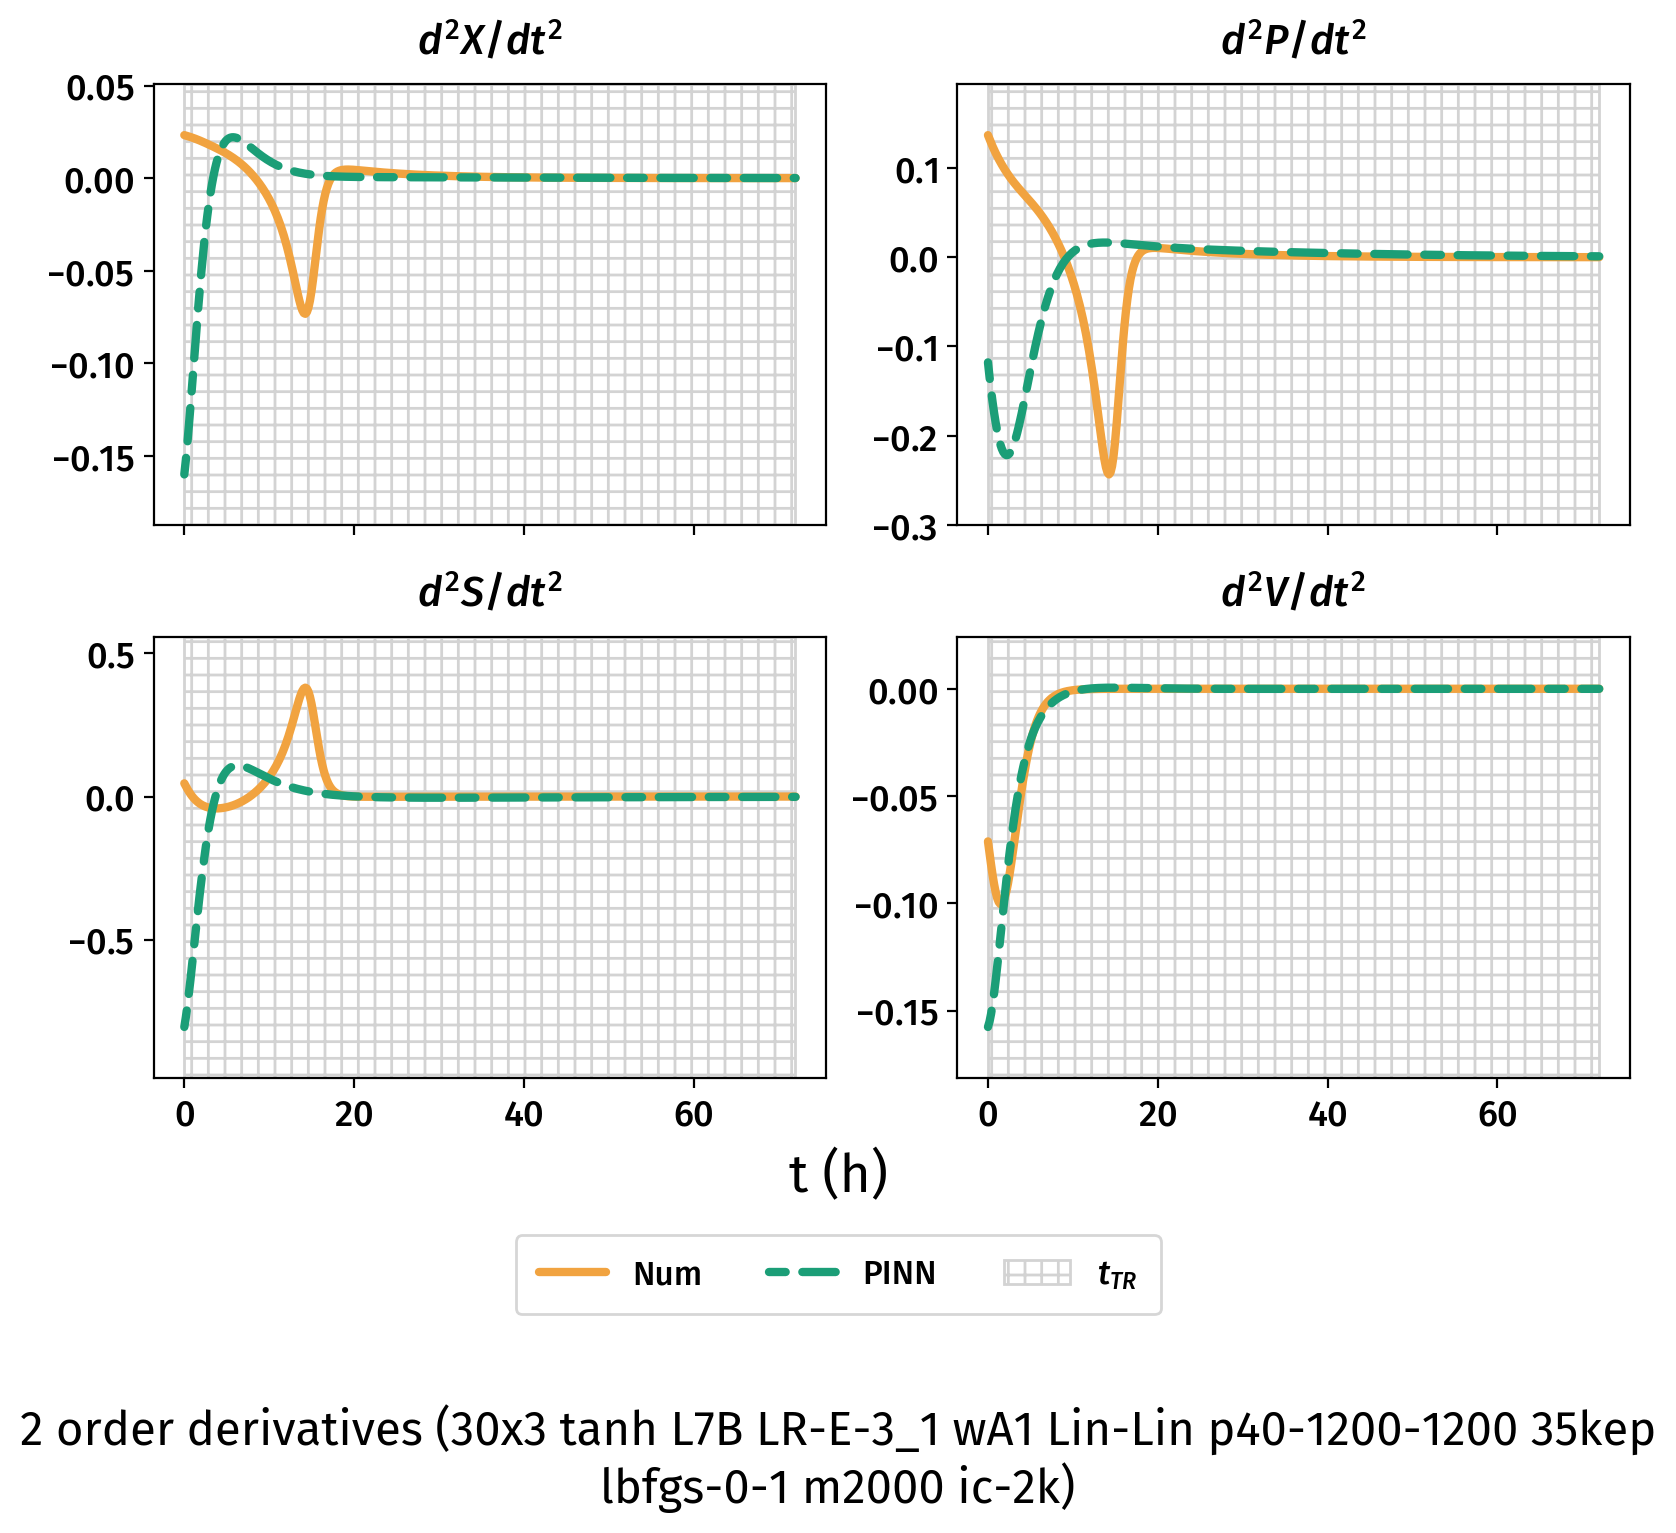 d²X/dt²
d²P/dt²
0.05
0.00
−0.05
−0.10
−0.15
0.1
0.0
−0.1
−0.2
−0.3
d²S/dt²
d²V/dt²
0.5
0.0
−0.5
0.00
−0.05
−0.10
−0.15
0 20 40 60
0 20 40 60
t (h)
Num PINN t_TR
2 order derivatives (30x3 tanh L7B LR-E-3_1 wA1 Lin-Lin p40-1200-1200 35kep
lbfgs-0-1 m2000 ic-2k)